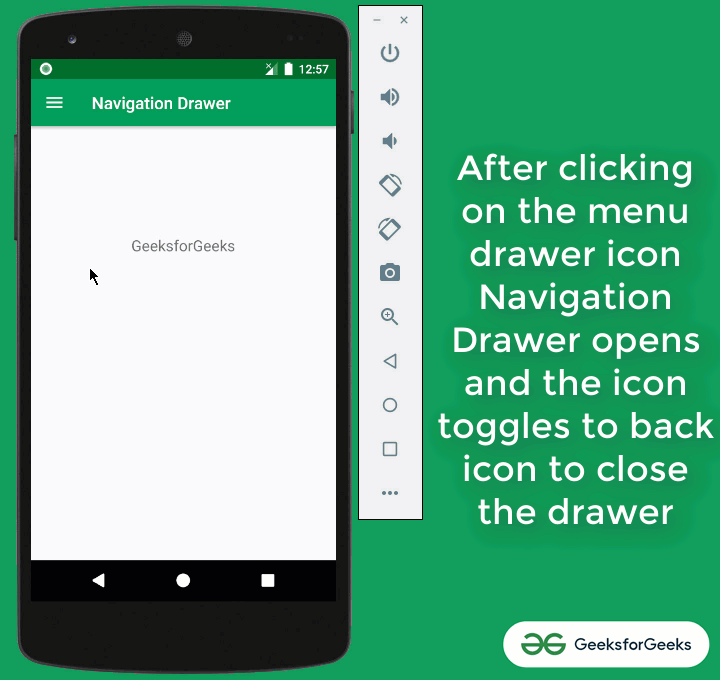 12:57
Navigation Drawer
GeeksforGeeks
After clicking
on the menu
drawer icon
Navigation
Drawer opens
and the icon
toggles to back
icon to close
the drawer
GeeksforGeeks